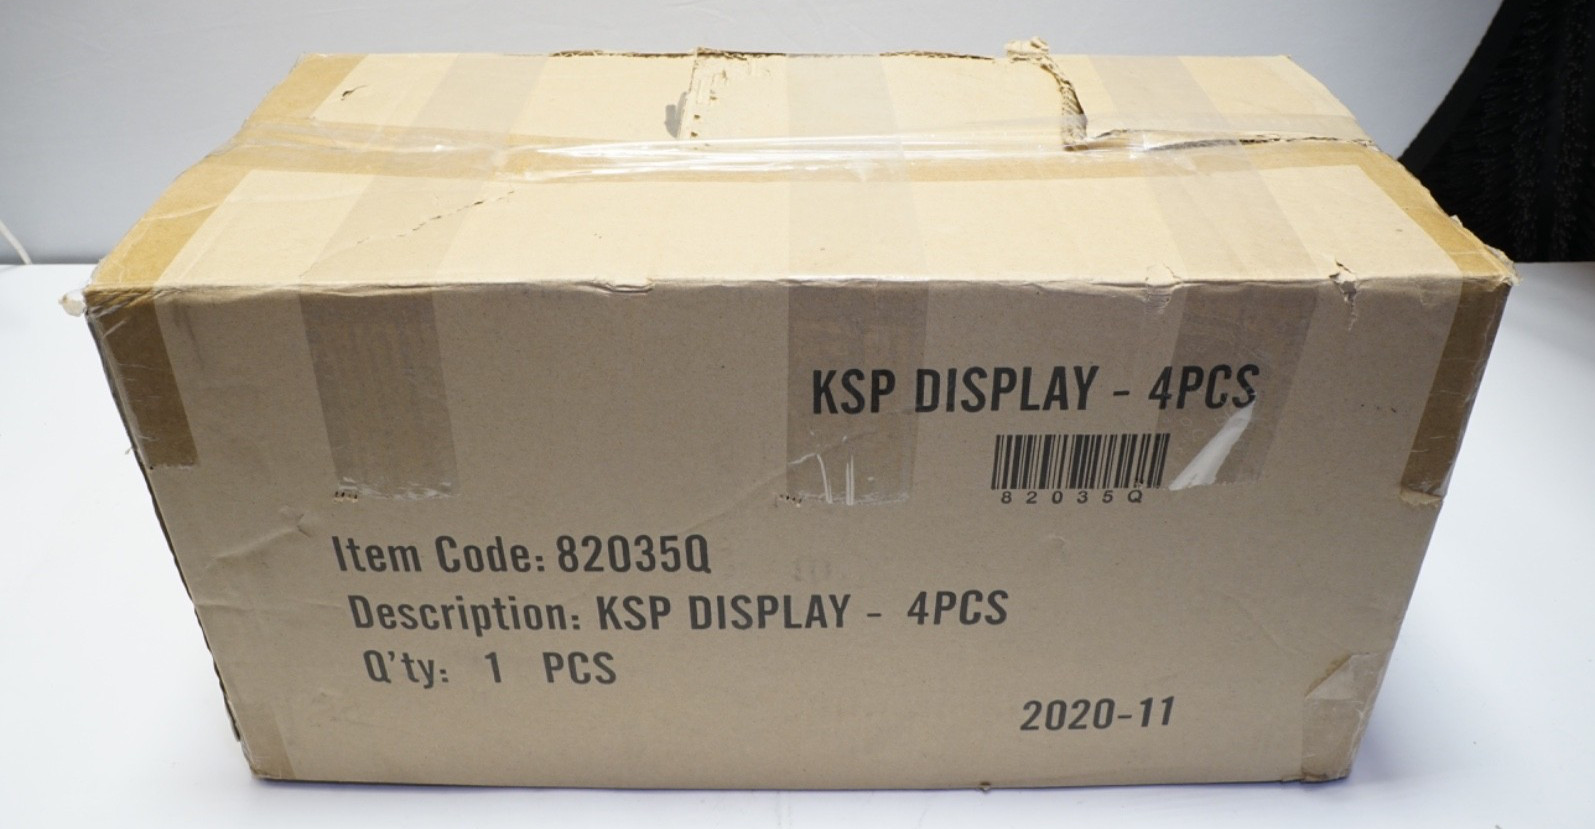 KSP DISPLAY - 4PCS
82035Q
Item Code: 82035Q
Description: KSP DISPLAY - 4PCS
Q'ty: 1 PCS
2020-11